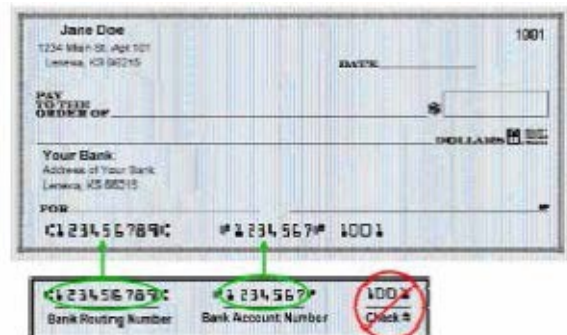 Jane Doe 1001
1234 Main St. Apt 101
Lenexa, KS 66215
DATE
PAY
TO THE
ORDER OF $
DOLLARS
Your Bank
Address of Your Bank
Lenexa, KS 66215
FOR
⑆123456789⑆ ⑈1234567⑈ 1001
⑆123456789⑆ ⑈1234567⑈ 1001
Bank Routing Number Bank Account Number Check #